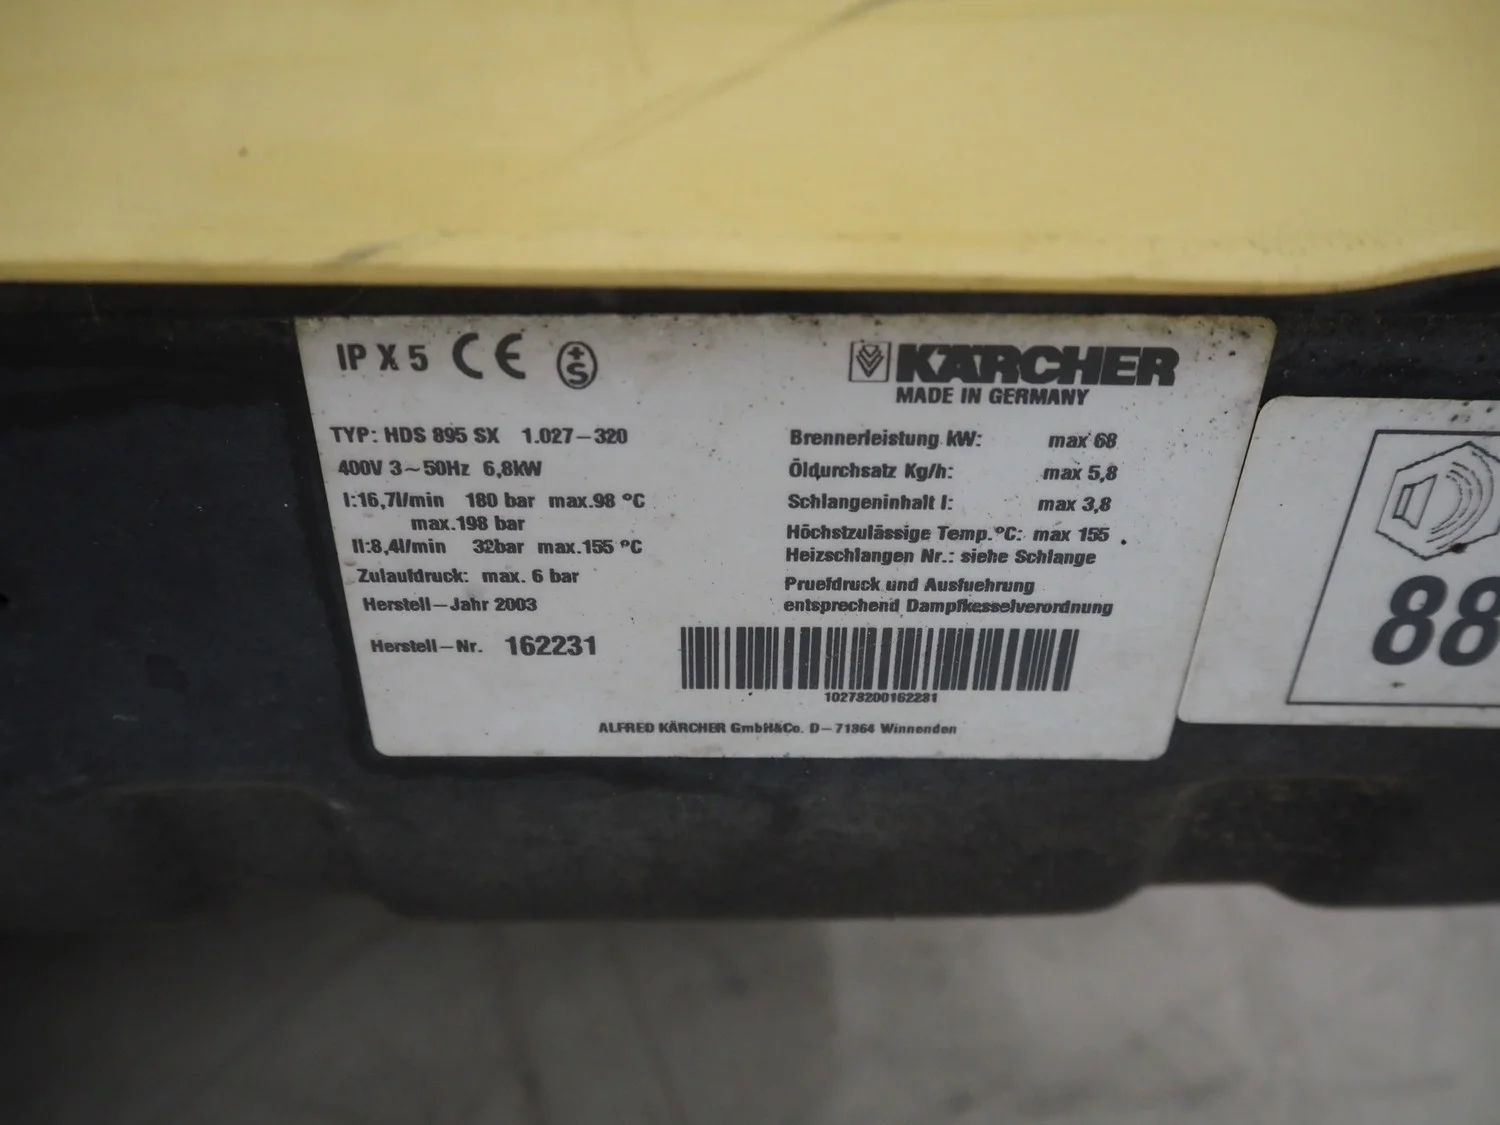 IP X 5 CE +S
KÄRCHER
MADE IN GERMANY
TYP: HDS 895 SX 1.027-320
400V 3~50Hz 6,8kW
I:16,7l/min 180 bar max.98 °C
max.198 bar
II:8,4l/min 32bar max.155 °C
Zulaufdruck: max. 6 bar
Herstell-Jahr 2003
Herstell-Nr. 162231
Brennerleistung kW: max 68
Öldurchsatz Kg/h: max 5,8
Schlangeninhalt l: max 3,8
Höchstzulässige Temp.°C: max 155
Heizschlangen Nr.: siehe Schlange
Pruefdruck und Ausfuehrung
entsprechend Dampfkesselverordnung
10273200162231
ALFRED KÄRCHER GmbH&Co. D-71364 Winnenden
88